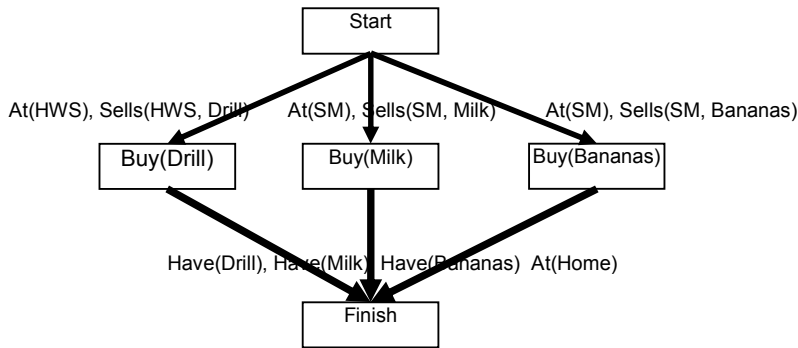 Start
At(HWS), Sells(HWS, Drill) At(SM), Sells(SM, Milk) At(SM), Sells(SM, Bananas)
Buy(Drill) Buy(Milk) Buy(Bananas)
Have(Drill), Have(Milk) Have(Bananas) At(Home)
Finish